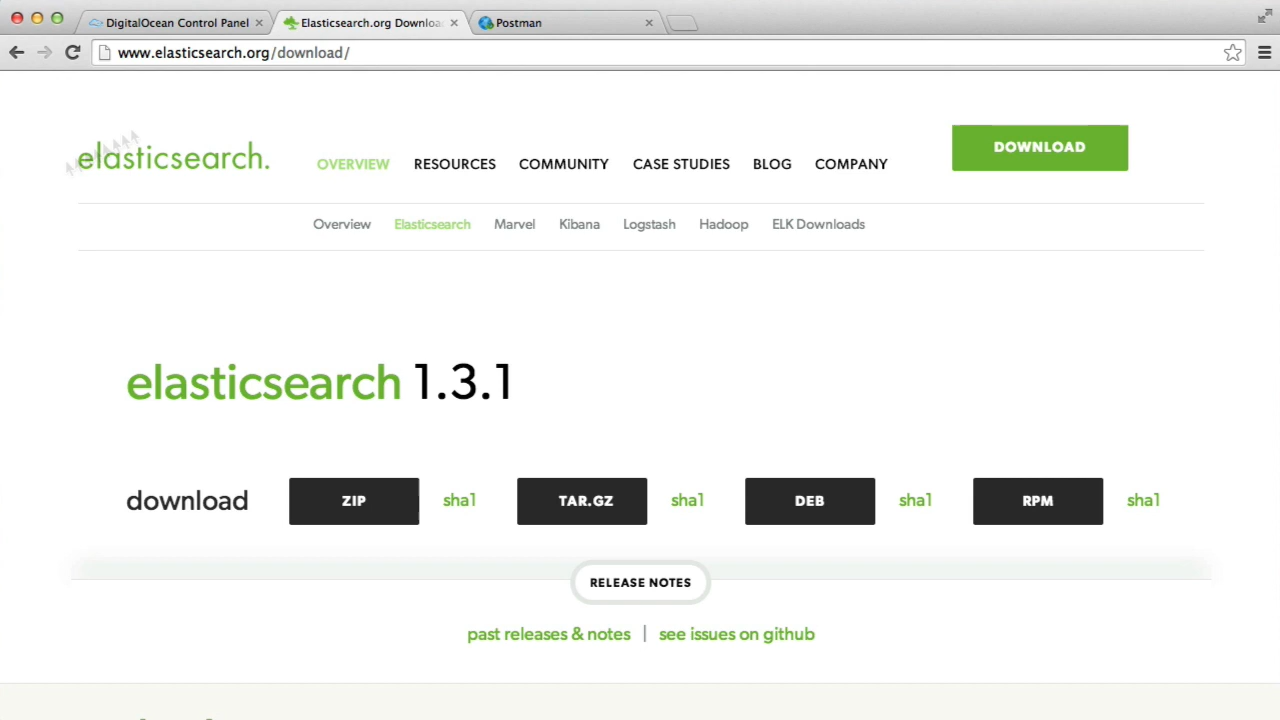 DigitalOcean Control Panel
Elasticsearch.org Downloa
Postman
www.elasticsearch.org/download/
elasticsearch.
OVERVIEW RESOURCES COMMUNITY CASE STUDIES BLOG COMPANY
DOWNLOAD
Overview Elasticsearch Marvel Kibana Logstash Hadoop ELK Downloads
elasticsearch 1.3.1
download ZIP sha1 TAR.GZ sha1 DEB sha1 RPM sha1
RELEASE NOTES
past releases & notes | see issues on github